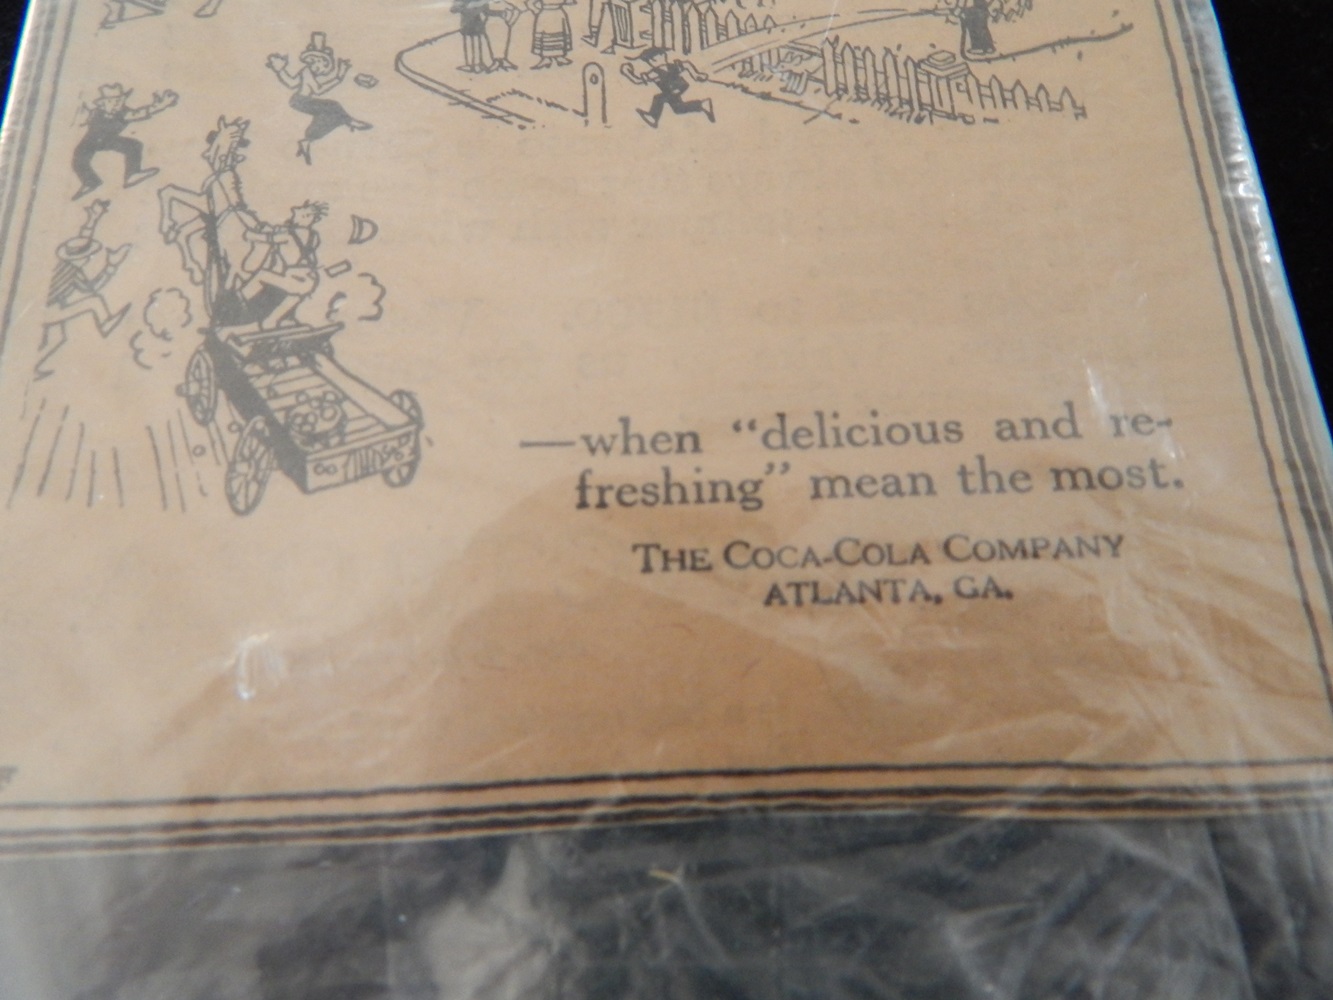 —when "delicious and re-
freshing" mean the most.
THE COCA-COLA COMPANY
ATLANTA, GA.